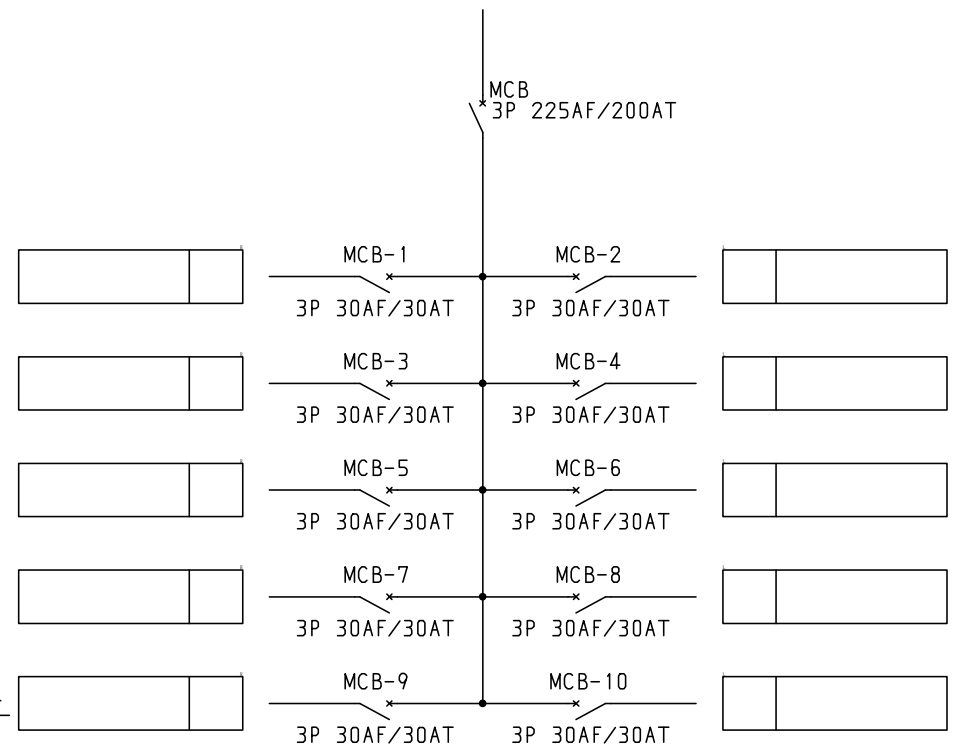 MCB
3P 225AF/200AT
MCB-1 MCB-2
3P 30AF/30AT 3P 30AF/30AT
MCB-3 MCB-4
3P 30AF/30AT 3P 30AF/30AT
MCB-5 MCB-6
3P 30AF/30AT 3P 30AF/30AT
MCB-7 MCB-8
3P 30AF/30AT 3P 30AF/30AT
MCB-9 MCB-10
3P 30AF/30AT 3P 30AF/30AT